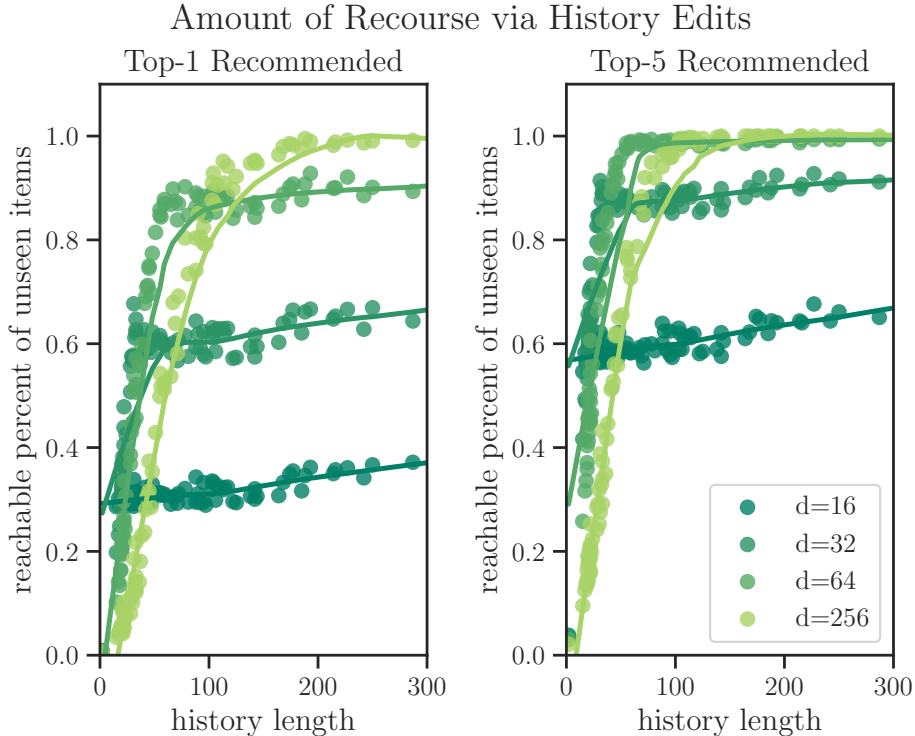 Amount of Recourse via History Edits
Top-1 Recommended
Top-5 Recommended
reachable percent of unseen items
1.0
0.8
0.6
0.4
0.2
0.0
0
100
200
300
history length
reachable percent of unseen items
1.0
0.8
0.6
0.4
0.2
0.0
0
100
200
300
history length
d=16
d=32
d=64
d=256